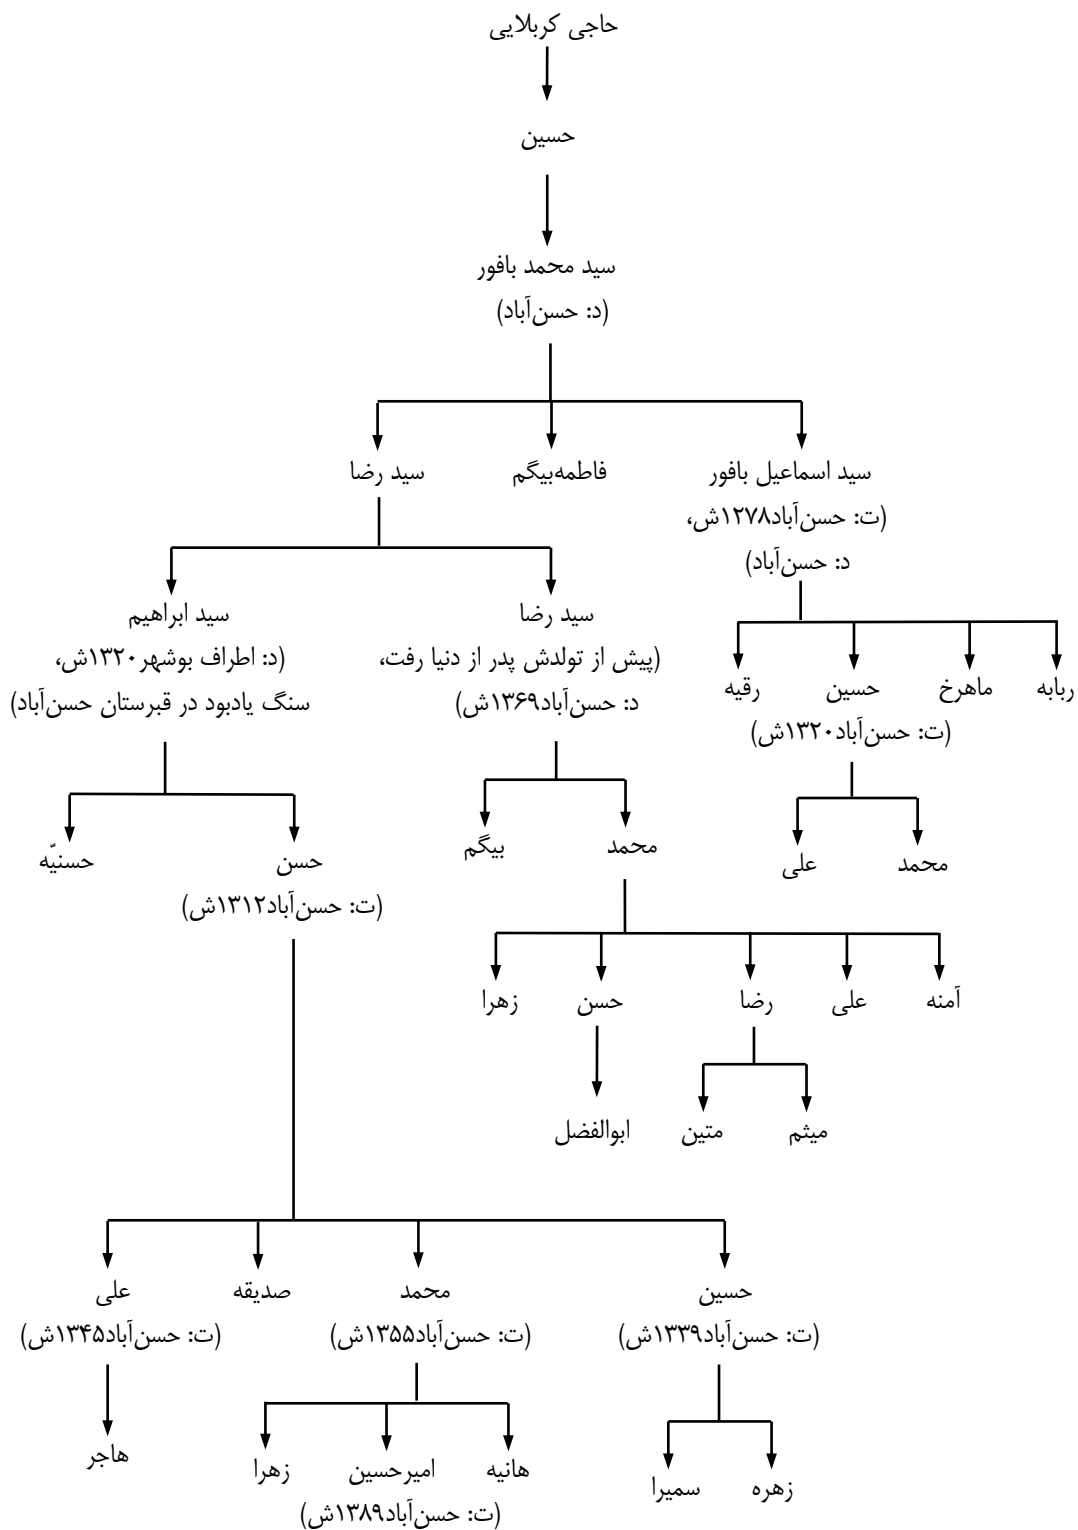 حاجی کربلایی
حسین
سید محمد بافور
(د: حسن‌آباد)
سید اسماعیل بافور
(ت: حسن‌آباد۱۲۷۸ش،
د: حسن‌آباد)
فاطمه‌بیگم
سید رضا
ربابه
ماهرخ
حسین
(ت: حسن‌آباد۱۳۲۰ش)
رقیه
محمد
علی
سید رضا
(پیش از تولدش پدر از دنیا رفت،
د: حسن‌آباد۱۳۶۹ش)
سید ابراهیم
(د: اطراف بوشهر۱۳۲۰ش،
سنگ یادبود در قبرستان حسن‌آباد)
محمد
بیگم
حسن
(ت: حسن‌آباد۱۳۱۲ش)
حسنیّه
آمنه
علی
رضا
حسن
زهرا
میثم
متین
ابوالفضل
حسین
(ت: حسن‌آباد۱۳۳۹ش)
محمد
(ت: حسن‌آباد۱۳۵۵ش)
صدیقه
علی
(ت: حسن‌آباد۱۳۴۵ش)
زهره
سمیرا
هانیه
امیرحسین
(ت: حسن‌آباد۱۳۸۹ش)
زهرا
هاجر